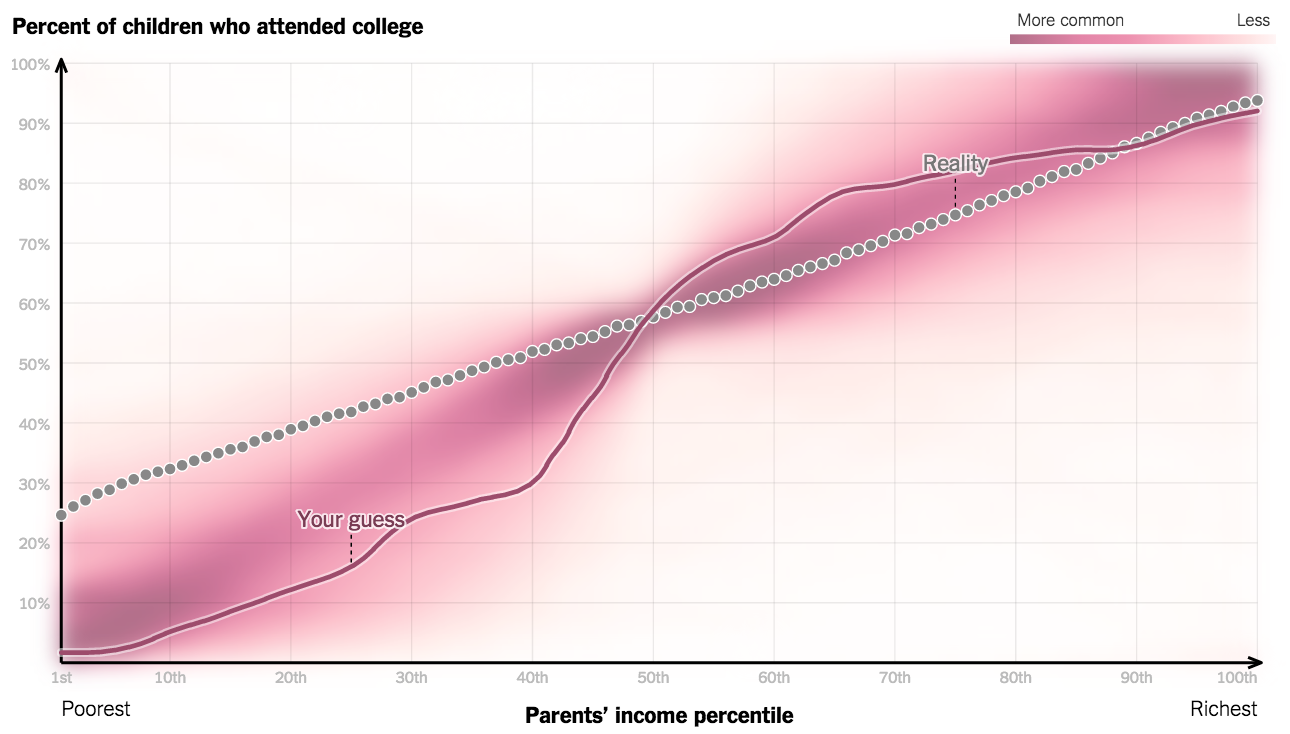 Percent of children who attended college
More common
Less
100%
90%
80%
70%
60%
50%
40%
30%
20%
10%
Reality
Your guess
1st
10th
20th
30th
40th
50th
60th
70th
80th
90th
100th
Poorest
Parents’ income percentile
Richest